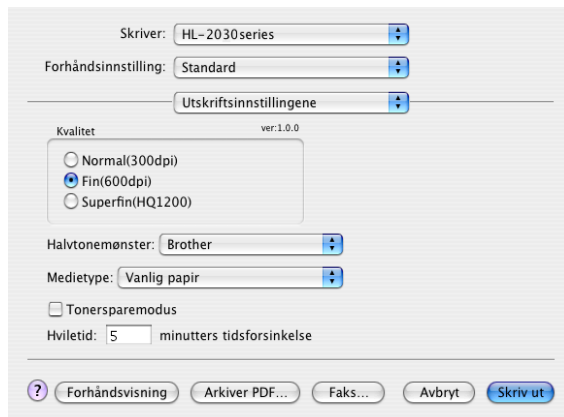 Skriver: HL-2030series
Forhåndsinnstilling: Standard
Utskriftsinnstillingene
Kvalitet ver:1.0.0
Normal(300dpi)
Fin(600dpi)
Superfin(HQ1200)
Halvtonemønster: Brother
Medietype: Vanlig papir
Tonersparemodus
Hviletid: 5 minutters tidsforsinkelse
? Forhåndsvisning Arkiver PDF... Faks... Avbryt Skriv ut